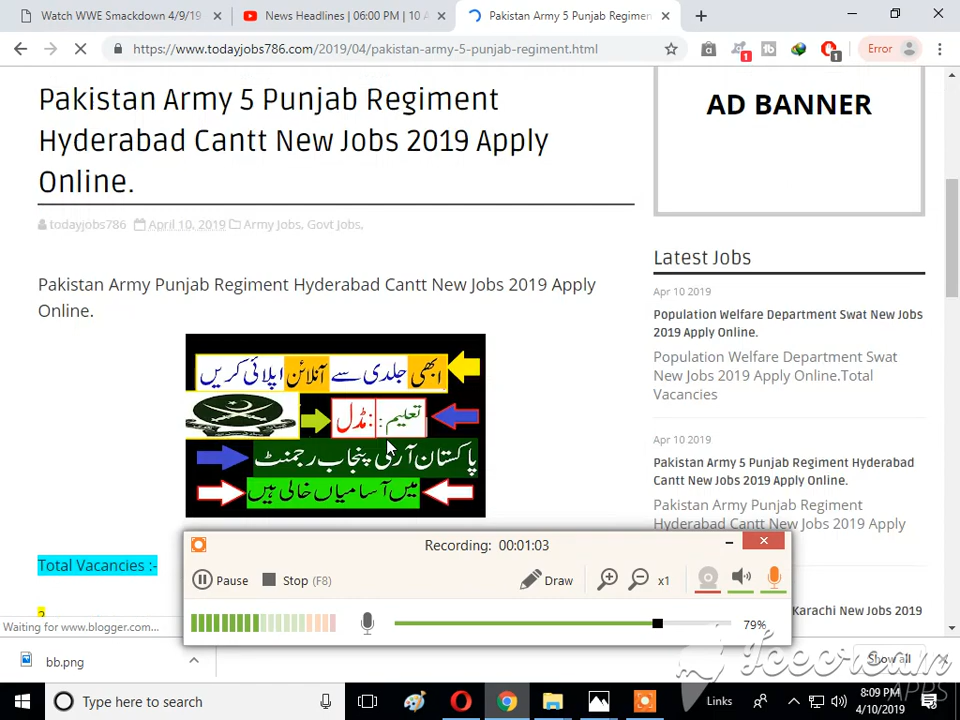 Watch WWE Smackdown 4/9/19
News Headlines | 06:00 PM | 10 A
Pakistan Army 5 Punjab Regimen
https://www.todayjobs786.com/2019/04/pakistan-army-5-punjab-regiment.html
1
1
Error
Pakistan Army 5 Punjab Regiment
Hyderabad Cantt New Jobs 2019 Apply
Online.
todayjobs786 April 10, 2019 Army Jobs, Govt Jobs,
Pakistan Army Punjab Regiment Hyderabad Cantt New Jobs 2019 Apply
Online.
ابھی جلدی سے آنلائن اپلائی کریں
تعلیم: مڈل
پاکستان آرمی پنجاب رجمنٹ
میں آسامیاں خالی ہیں
Total Vacancies :-
2
AD BANNER
Latest Jobs
Apr 10 2019
Population Welfare Department Swat New Jobs
2019 Apply Online.
Population Welfare Department Swat
New Jobs 2019 Apply Online.Total
Vacancies
Apr 10 2019
Pakistan Army 5 Punjab Regiment Hyderabad
Cantt New Jobs 2019 Apply Online.
Pakistan Army Punjab Regiment
Hyderabad Cantt New Jobs 2019 Apply
Karachi New Jobs 2019
Recording: 00:01:03
Pause
Stop (F8)
Draw
x1
79%
Waiting for www.blogger.com...
bb.png
Show all
Icecream
APPS
Type here to search
Links
8:09 PM
4/10/2019